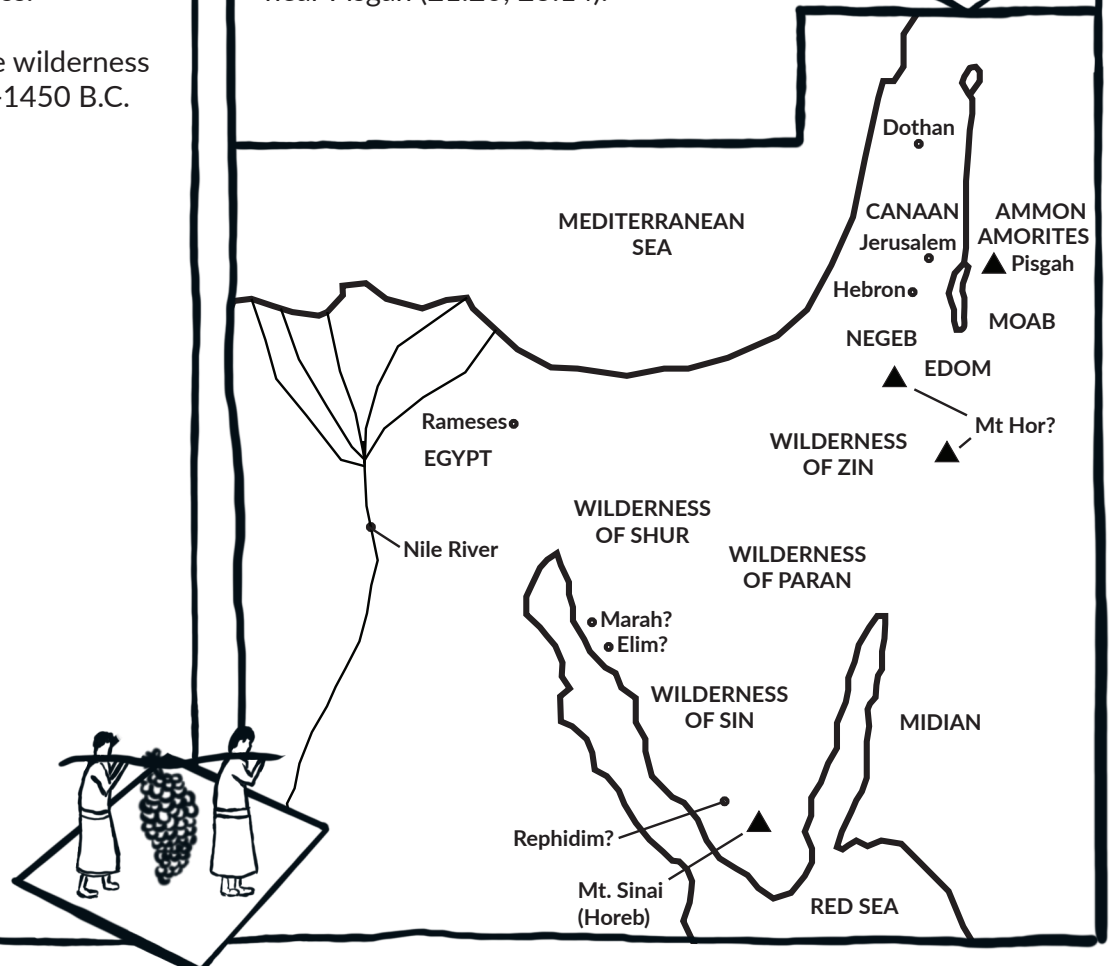 near Pisgah (21:20; 23:14).
e wilderness
-1450 B.C.
Dothan
CANAAN
AMMON
AMORITES
MEDITERRANEAN
SEA
Jerusalem
Pisgah
Hebron
MOAB
NEGEB
EDOM
Rameses
Mt Hor?
EGYPT
WILDERNESS
OF ZIN
WILDERNESS
OF SHUR
Nile River
WILDERNESS
OF PARAN
Marah?
Elim?
WILDERNESS
OF SIN
MIDIAN
Rephidim?
Mt. Sinai
(Horeb)
RED SEA